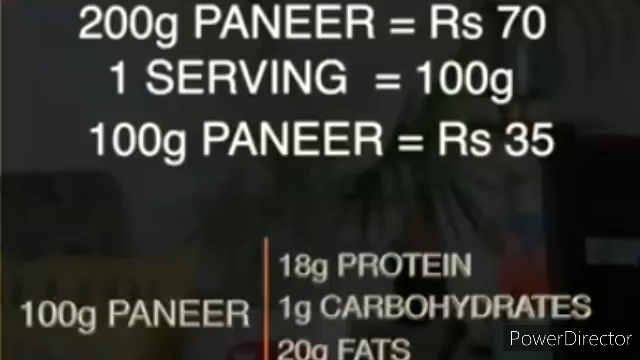 200g PANEER = Rs 70
1 SERVING = 100g
100g PANEER = Rs 35
18g PROTEIN
100g PANEER
1g CARBOHYDRATES
20g FATS
PowerDirector